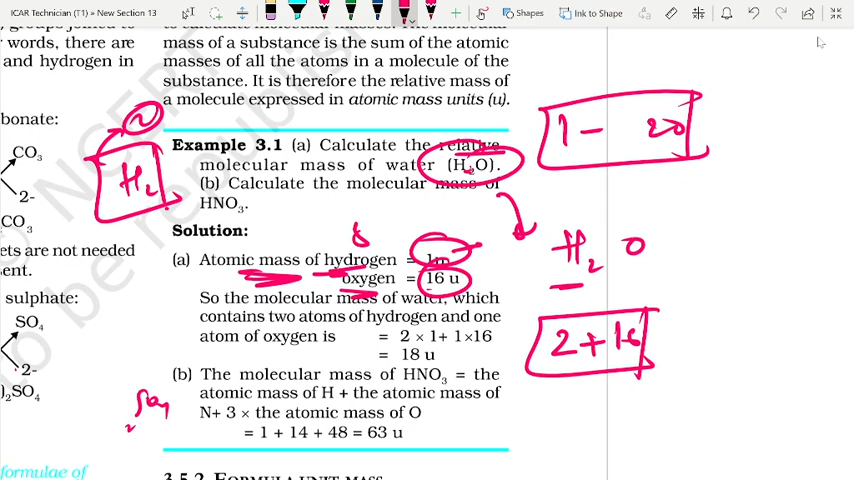 ICAR Technician (T1) » New Section 13
Shapes
Ink to Shape
words, there are
and hydrogen in
mass of a substance is the sum of the atomic
masses of all the atoms in a molecule of the
substance. It is therefore the relative mass of
a molecule expressed in atomic mass units (u).
bonate:
CO3
2-
CO3
ets are not needed
sent.
sulphate:
SO4
2-
)2SO4
formulae of
Example 3.1 (a) Calculate the relative
molecular mass of water (H2O).
(b) Calculate the molecular mass of
HNO3.
Solution:
(a) Atomic mass of hydrogen = 1u,
oxygen = 16 u
So the molecular mass of water, which
contains two atoms of hydrogen and one
atom of oxygen is = 2 × 1+ 1×16
= 18 u
(b) The molecular mass of HNO3 = the
atomic mass of H + the atomic mass of
N+ 3 × the atomic mass of O
= 1 + 14 + 48 = 63 u
3.5.2 FORMULA UNIT MASS
H2
1 - 20
H2 O
2 + 16